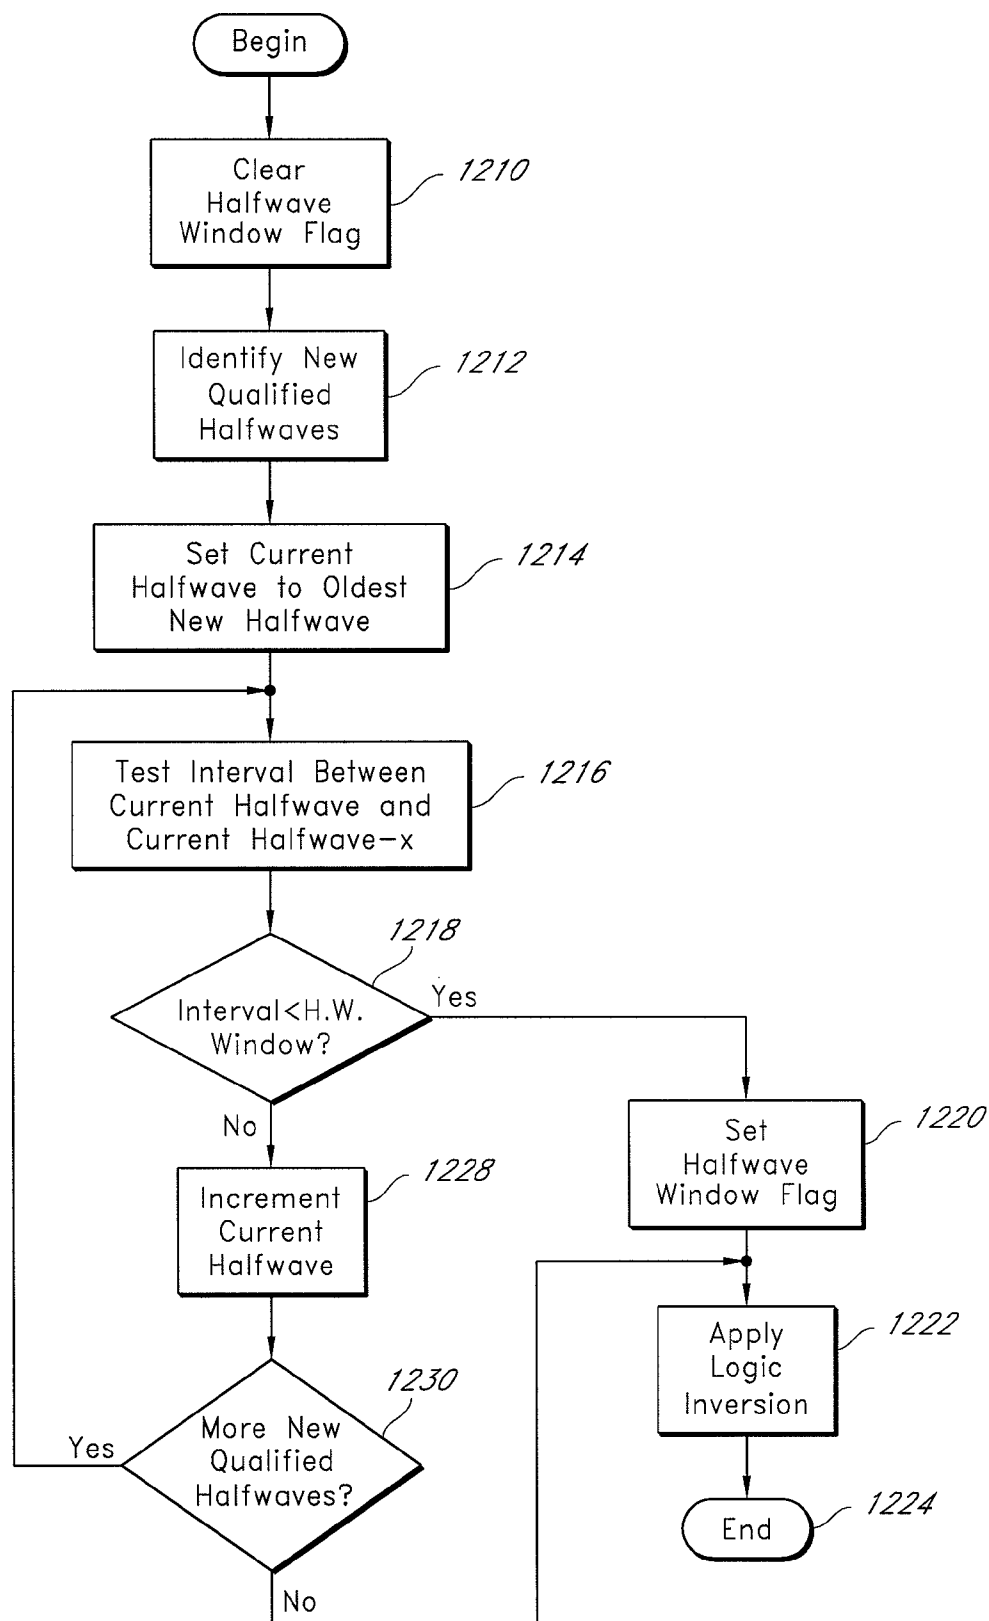 Begin
Clear
Halfwave
Window Flag
1210
Identify New
Qualified
Halfwaves
1212
Set Current
Halfwave to Oldest
New Halfwave
1214
Test Interval Between
Current Halfwave and
Current Halfwave-x
1216
1218
Interval<H.W.
Window?
Yes
No
Set
Halfwave
Window Flag
1220
Increment
Current
Halfwave
1228
Apply
Logic
Inversion
1222
1230
More New
Qualified
Halfwaves?
Yes
No
End
1224